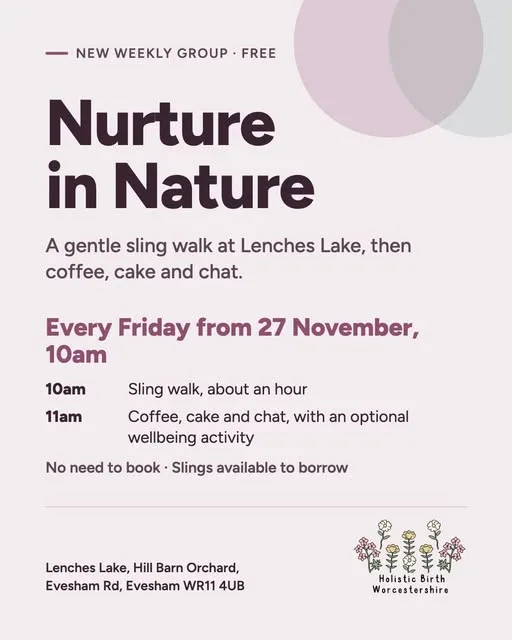 NEW WEEKLY GROUP · FREE
Nurture
in Nature
A gentle sling walk at Lenches Lake, then
coffee, cake and chat.
Every Friday from 27 November,
10am
10am Sling walk, about an hour
11am Coffee, cake and chat, with an optional
wellbeing activity
No need to book · Slings available to borrow
Lenches Lake, Hill Barn Orchard,
Evesham Rd, Evesham WR11 4UB
Holistic Birth
Worcestershire